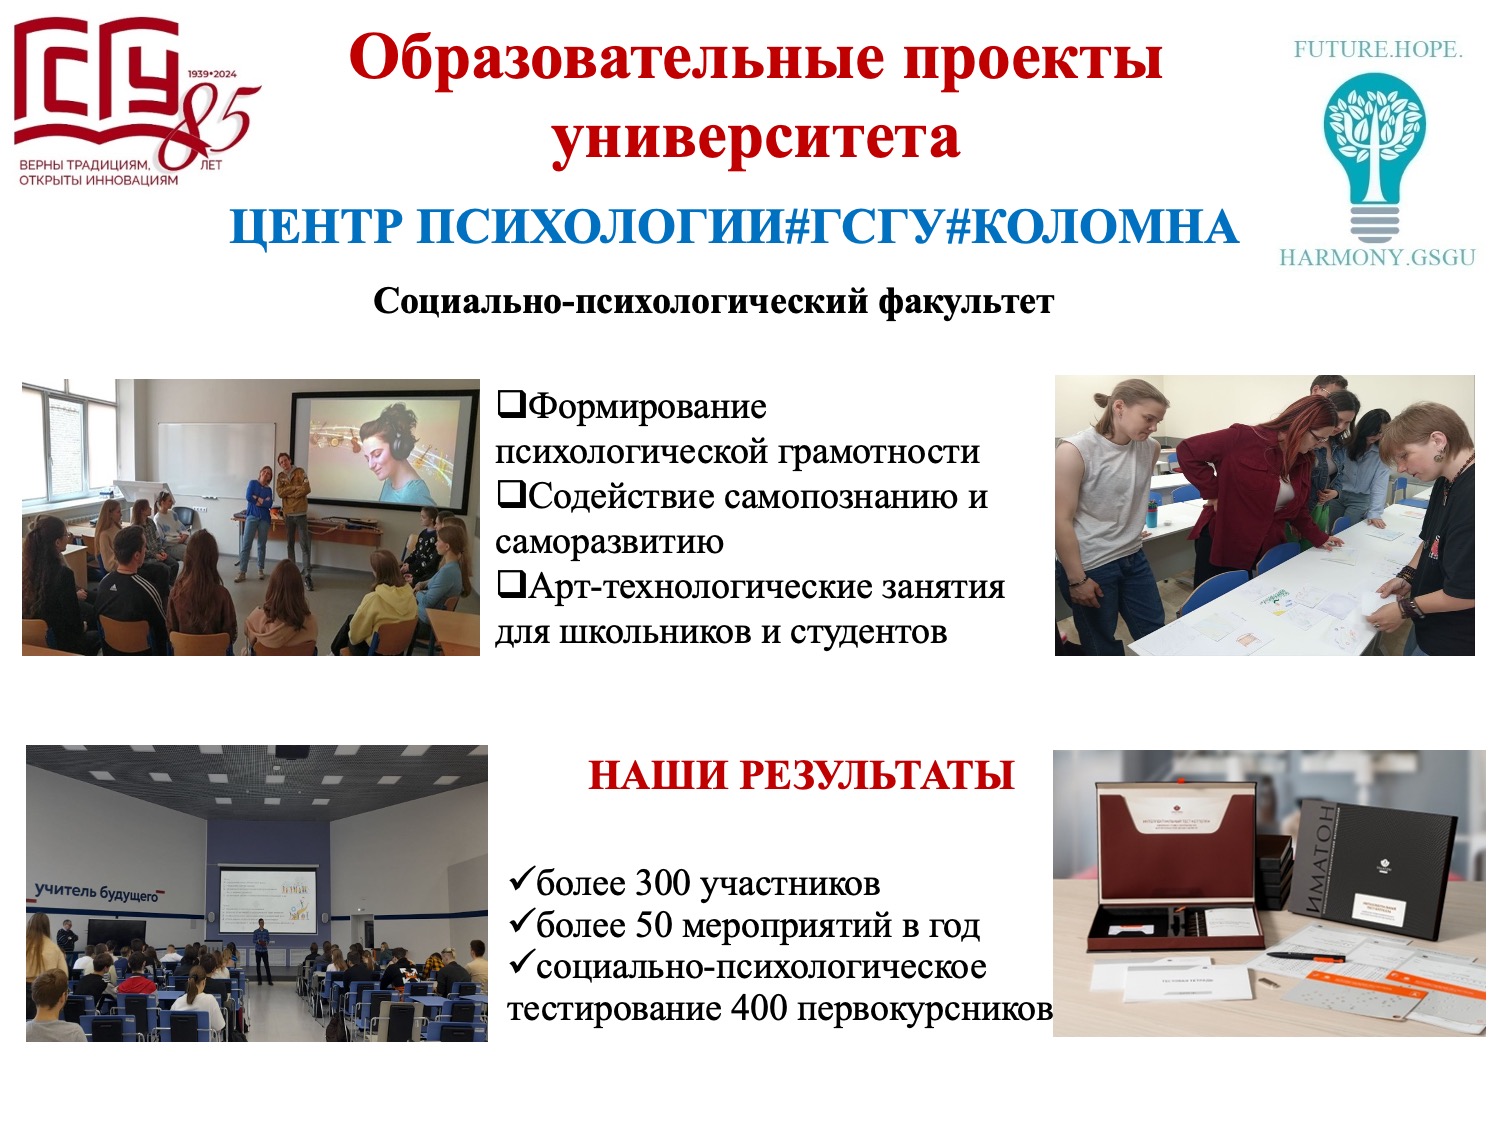 ГСГУ
1939•2024
85
ЛЕТ
ВЕРНЫ ТРАДИЦИЯМ,
ОТКРЫТЫ ИННОВАЦИЯМ
Образовательные проекты
университета
FUTURE.HOPE.
HARMONY.GSGU
ЦЕНТР ПСИХОЛОГИИ#ГСГУ#КОЛОМНА
Социально-психологический факультет
Формирование
психологической грамотности
Содействие самопознанию и
саморазвитию
Арт-технологические занятия
для школьников и студентов
учитель будущего
НАШИ РЕЗУЛЬТАТЫ
более 300 участников
более 50 мероприятий в год
социально-психологическое
тестирование 400 первокурсников
ИМАТОН